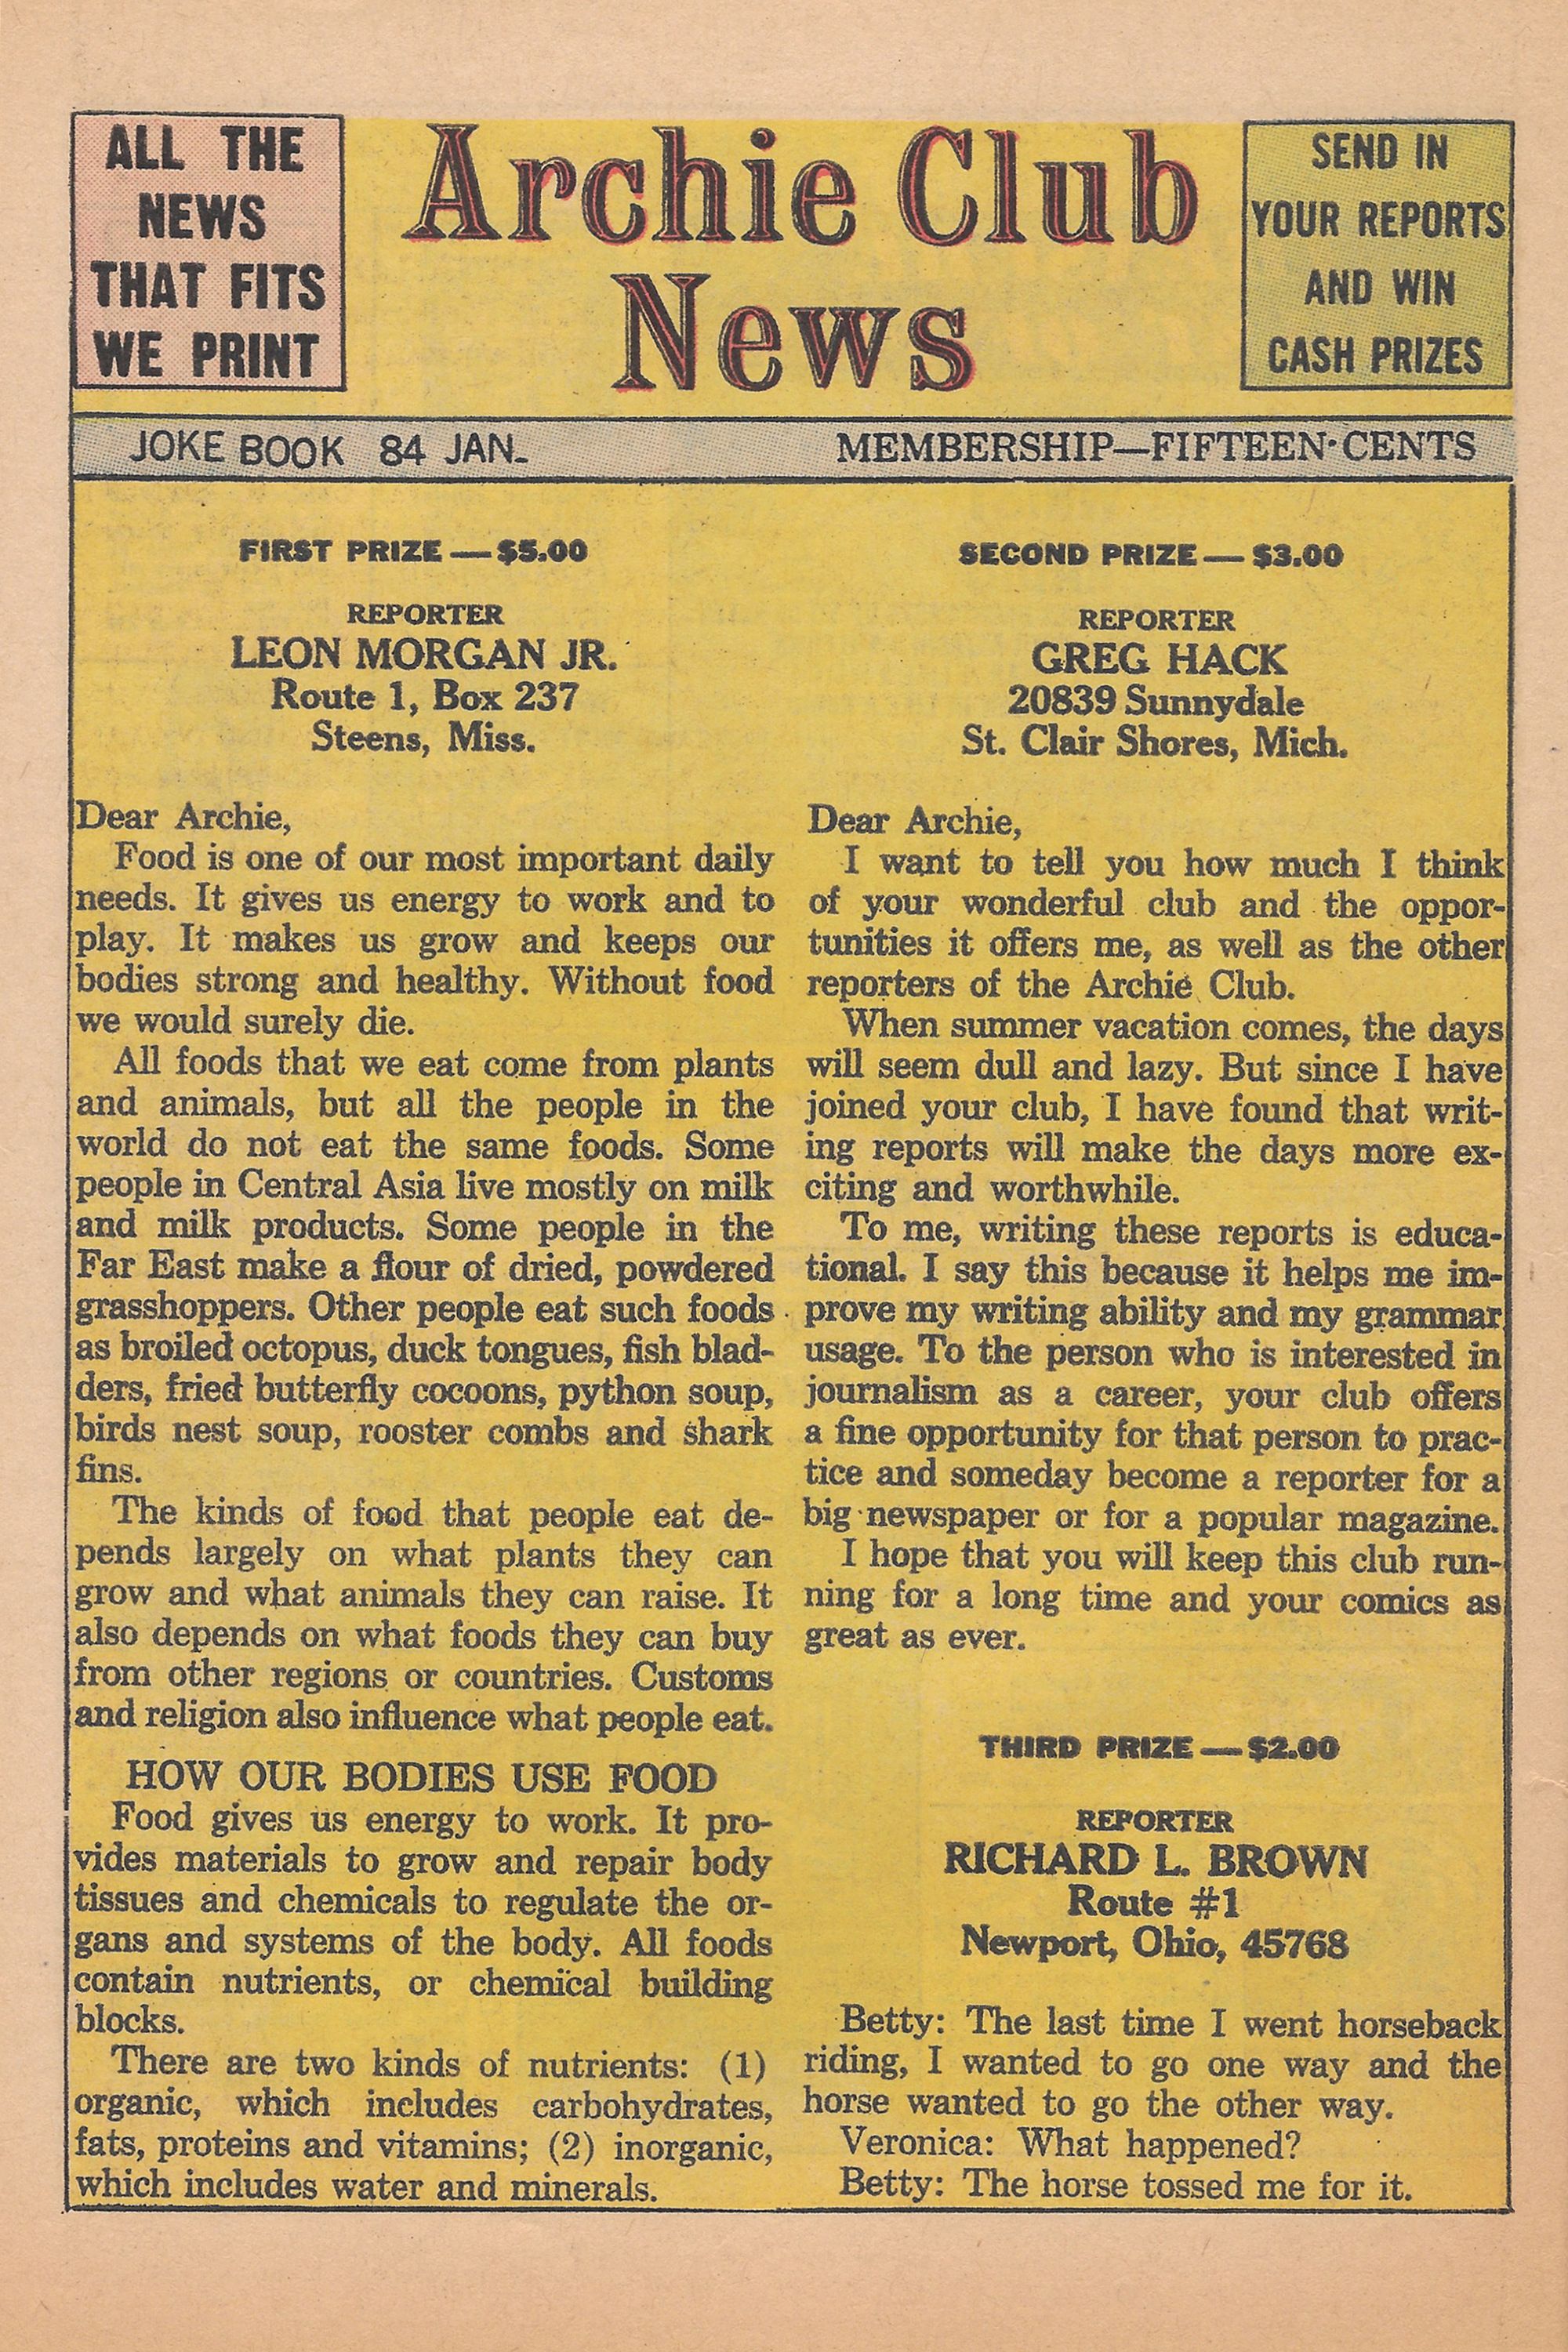 ALL THE
NEWS
THAT FITS
WE PRINT
Archie Club
News
SEND IN
YOUR REPORTS
AND WIN
CASH PRIZES
JOKE BOOK 84 JAN.
MEMBERSHIP—FIFTEEN CENTS
FIRST PRIZE — $5.00
REPORTER
LEON MORGAN JR.
Route 1, Box 237
Steens, Miss.
Dear Archie,
Food is one of our most important daily
needs. It gives us energy to work and to
play. It makes us grow and keeps our
bodies strong and healthy. Without food
we would surely die.
All foods that we eat come from plants
and animals, but all the people in the
world do not eat the same foods. Some
people in Central Asia live mostly on milk
and milk products. Some people in the
Far East make a flour of dried, powdered
grasshoppers. Other people eat such foods
as broiled octopus, duck tongues, fish blad-
ders, fried butterfly cocoons, python soup,
birds nest soup, rooster combs and shark
fins.
The kinds of food that people eat de-
pends largely on what plants they can
grow and what animals they can raise. It
also depends on what foods they can buy
from other regions or countries. Customs
and religion also influence what people eat.
HOW OUR BODIES USE FOOD
Food gives us energy to work. It pro-
vides materials to grow and repair body
tissues and chemicals to regulate the or-
gans and systems of the body. All foods
contain nutrients, or chemical building
blocks.
There are two kinds of nutrients: (1)
organic, which includes carbohydrates,
fats, proteins and vitamins; (2) inorganic,
which includes water and minerals.
SECOND PRIZE — $3.00
REPORTER
GREG HACK
20839 Sunnydale
St. Clair Shores, Mich.
Dear Archie,
I want to tell you how much I think
of your wonderful club and the oppor-
tunities it offers me, as well as the other
reporters of the Archie Club.
When summer vacation comes, the days
will seem dull and lazy. But since I have
joined your club, I have found that writ-
ing reports will make the days more ex-
citing and worthwhile.
To me, writing these reports is educa-
tional. I say this because it helps me im-
prove my writing ability and my grammar
usage. To the person who is interested in
journalism as a career, your club offers
a fine opportunity for that person to prac-
tice and someday become a reporter for a
big newspaper or for a popular magazine.
I hope that you will keep this club run-
ning for a long time and your comics as
great as ever.
THIRD PRIZE — $2.00
REPORTER
RICHARD L. BROWN
Route #1
Newport, Ohio, 45768
Betty: The last time I went horseback
riding, I wanted to go one way and the
horse wanted to go the other way.
Veronica: What happened?
Betty: The horse tossed me for it.